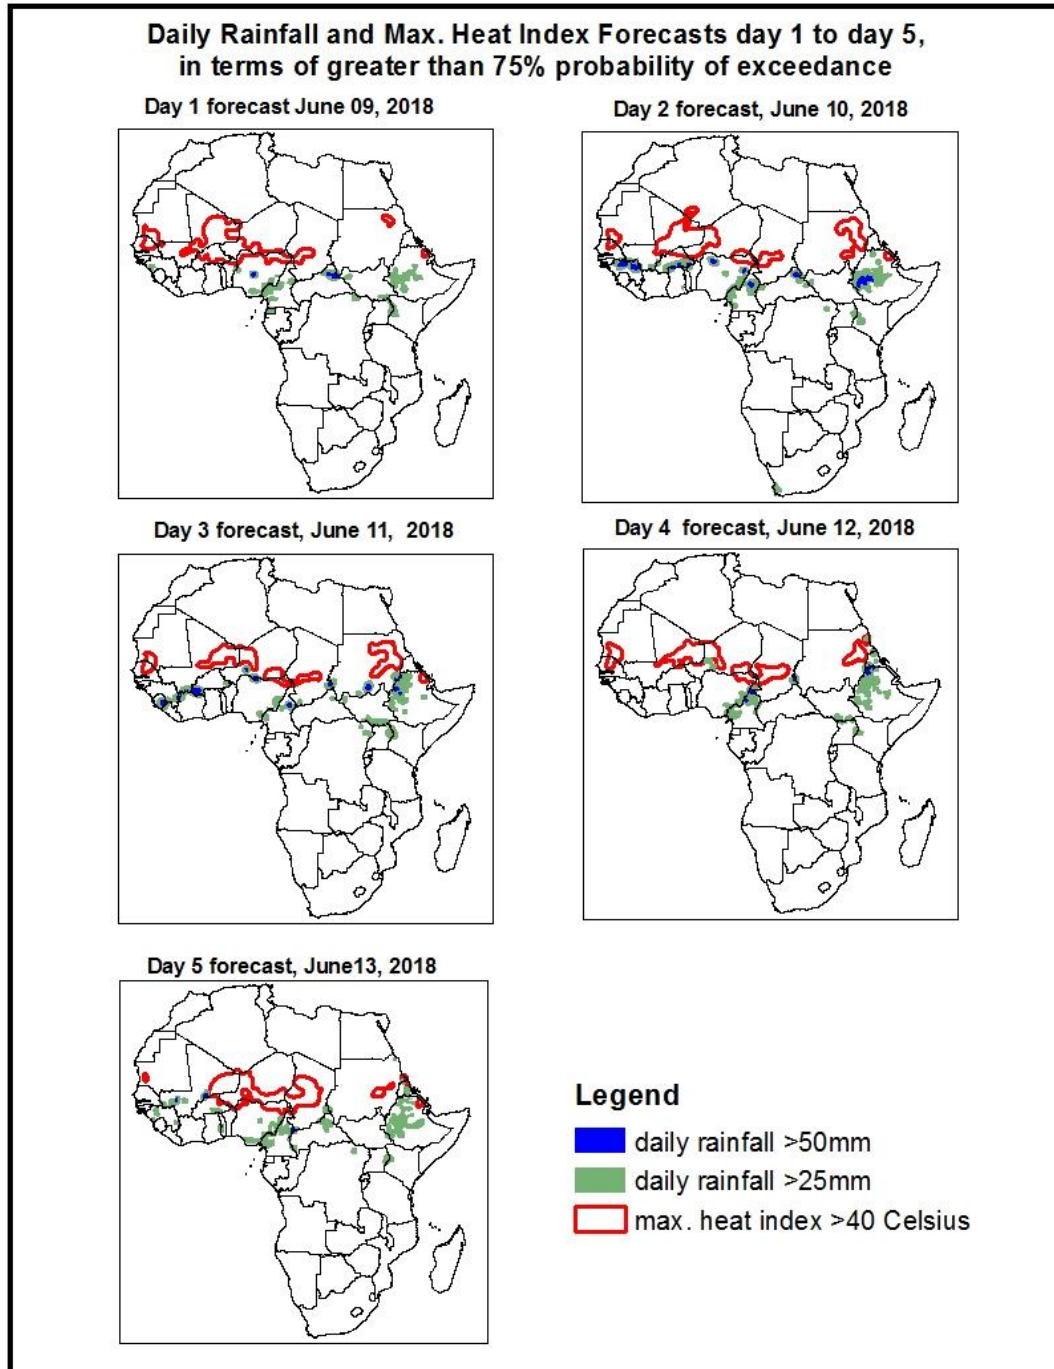 Daily Rainfall and Max. Heat Index Forecasts day 1 to day 5,
in terms of greater than 75% probability of exceedance
Day 1 forecast June 09, 2018
Day 2 forecast, June 10, 2018
Day 3 forecast, June 11, 2018
Day 4 forecast, June 12, 2018
Day 5 forecast, June13, 2018
Legend
daily rainfall >50mm
daily rainfall >25mm
max. heat index >40 Celsius